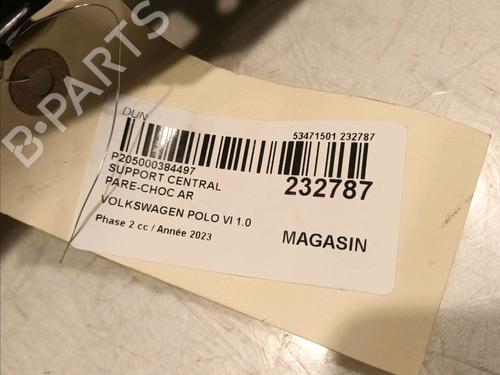 B-PARTS
DUN
53471501 232787
P205000384497
SUPPORT CENTRAL
PARE-CHOC AR
232787
VOLKSWAGEN POLO VI 1.0
Phase 2 cc / Année 2023
MAGASIN